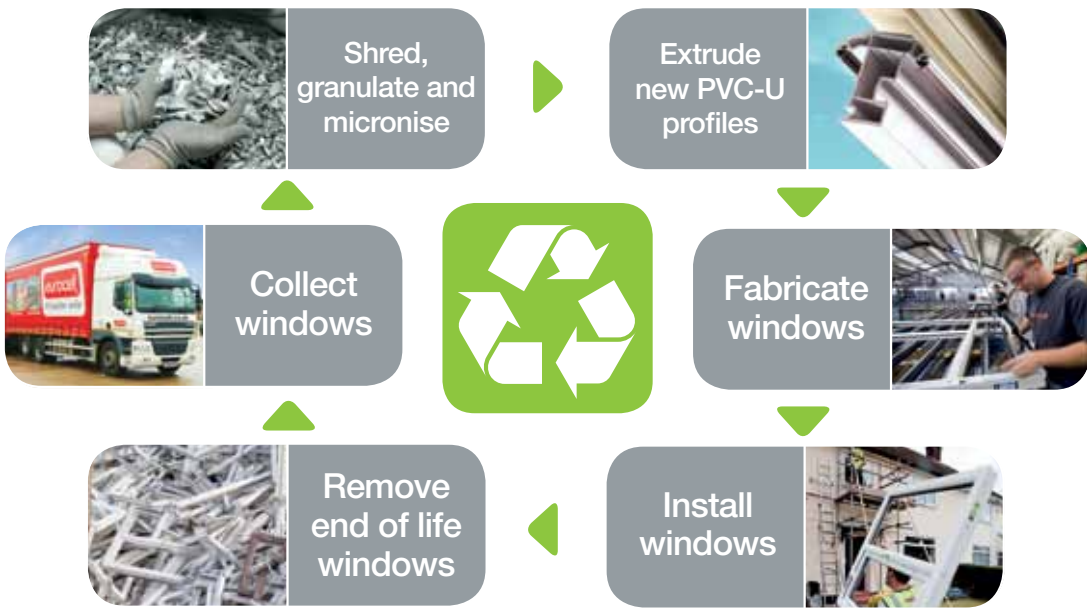 Shred,
granulate and
micronise
Extrude
new PVC-U
profiles
Collect
windows
eurocell
Fabricate
windows
Remove
end of life
windows
Install
windows